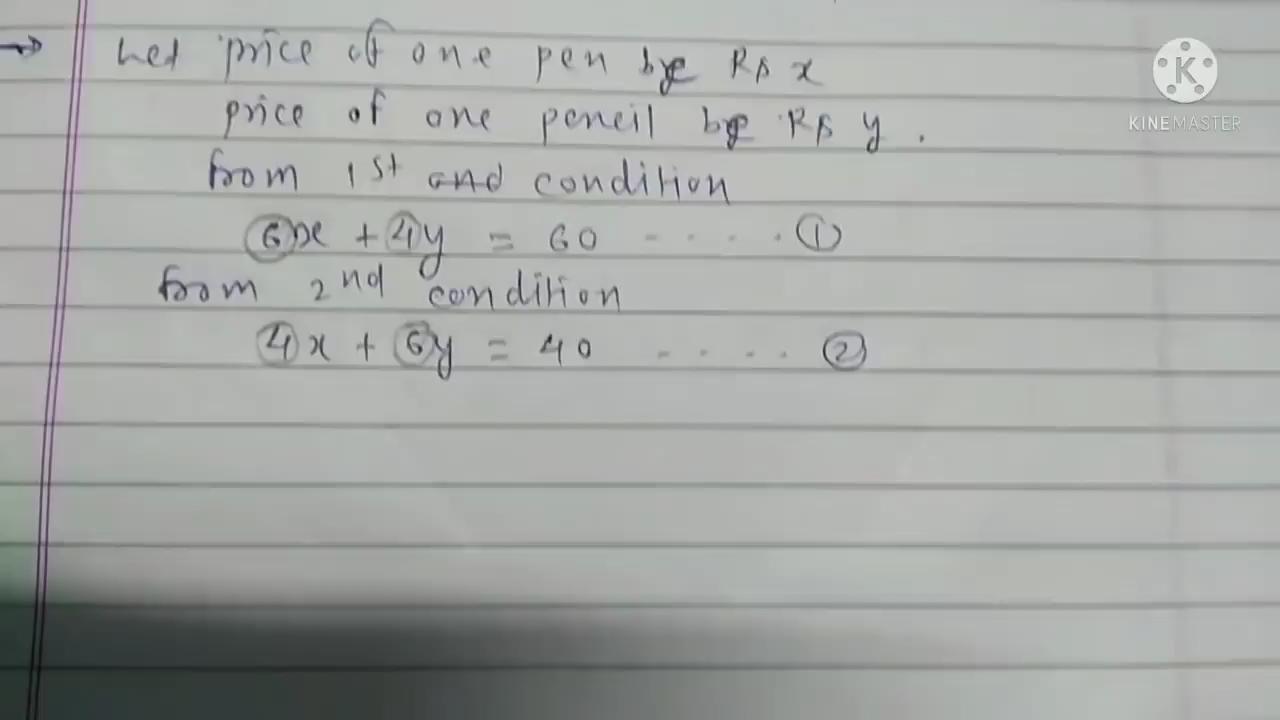 → Let price of one pen be Rs x
price of one pencil be Rs y.
from 1st and condition
6x + 4y = 60 ..... ①
from 2nd condition
4x + 6y = 40 ..... ②
K
KINEMASTER